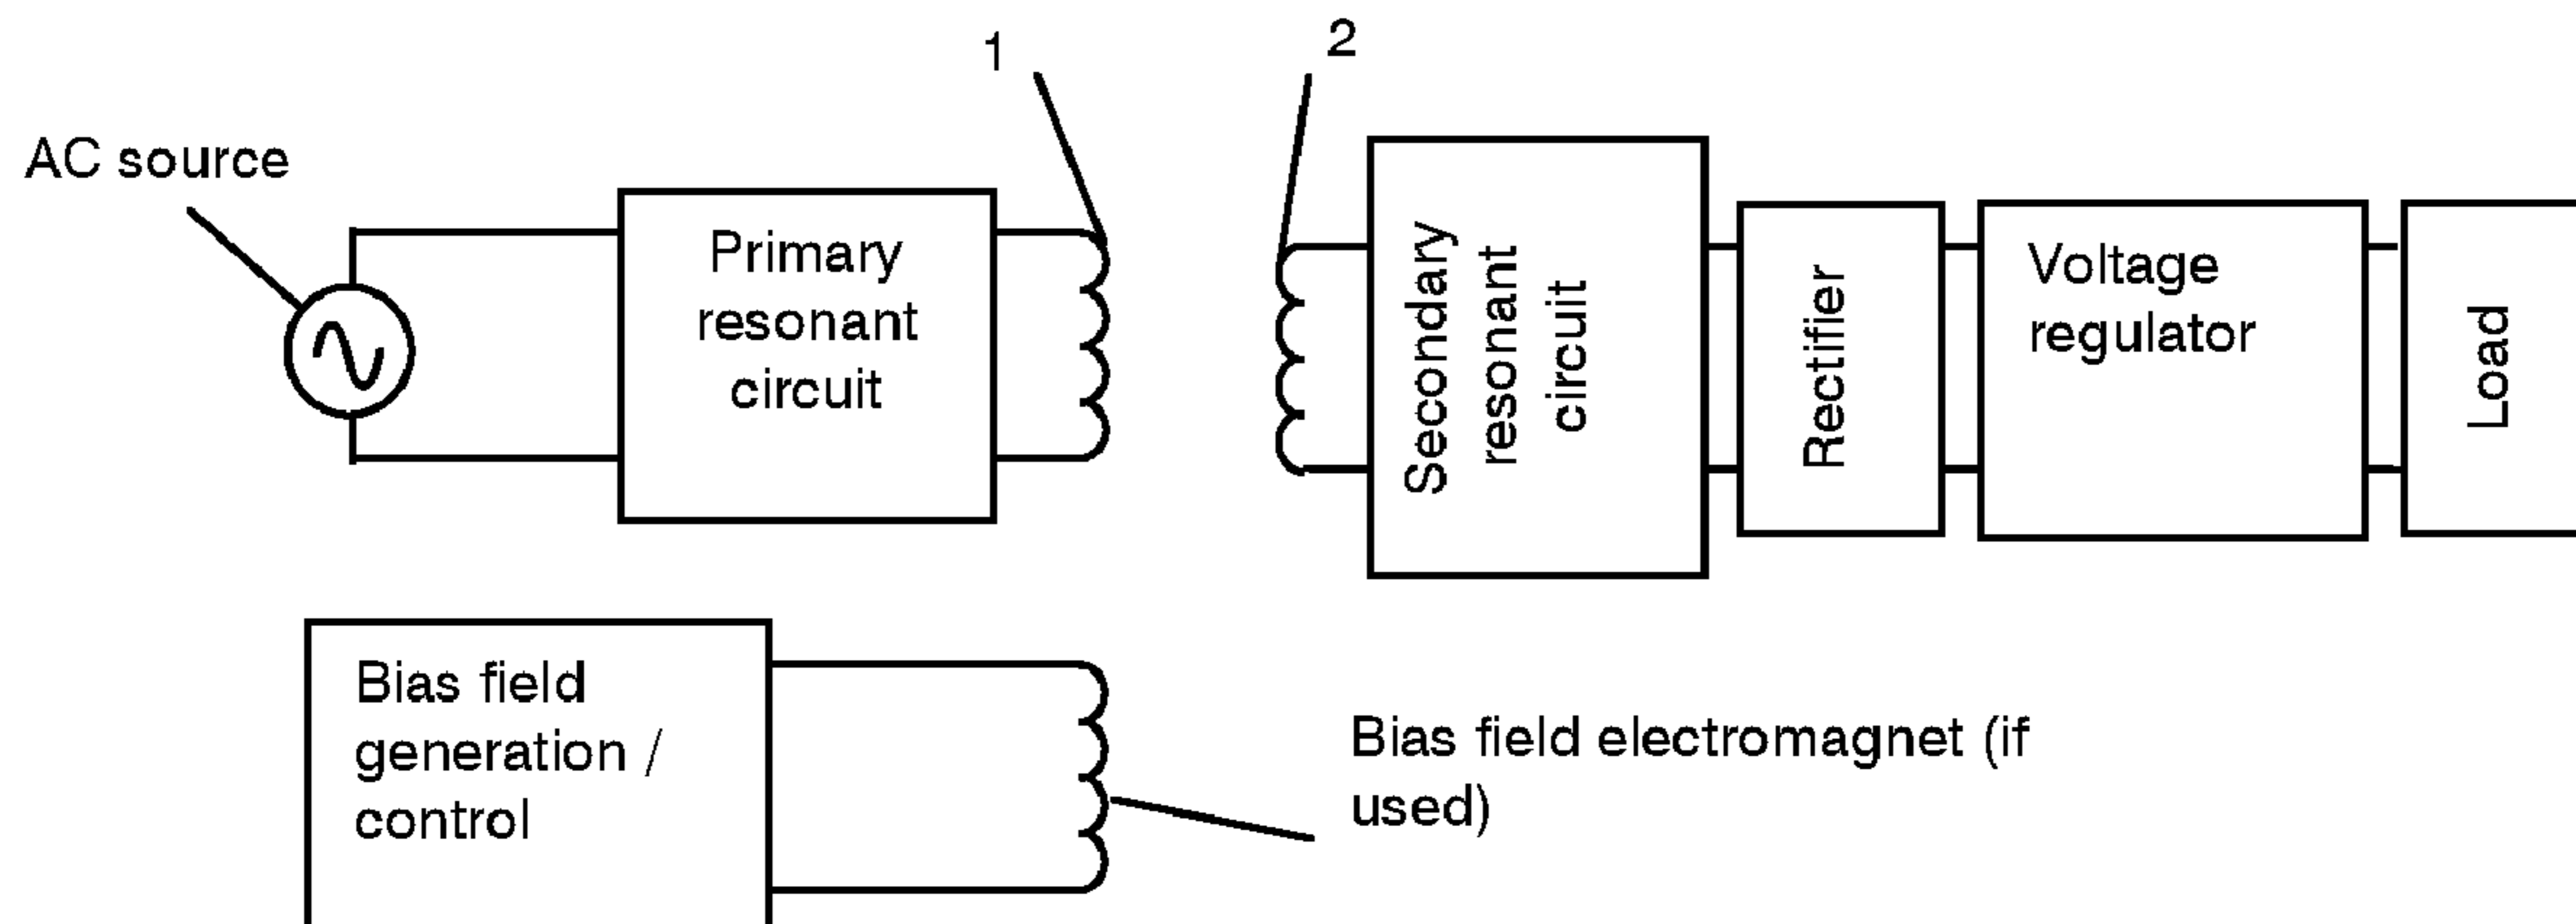 1
2
AC source
Primary
resonant
circuit
Secondary
resonant
circuit
Rectifier
Voltage
regulator
Load
Bias field
generation /
control
Bias field electromagnet (if
used)